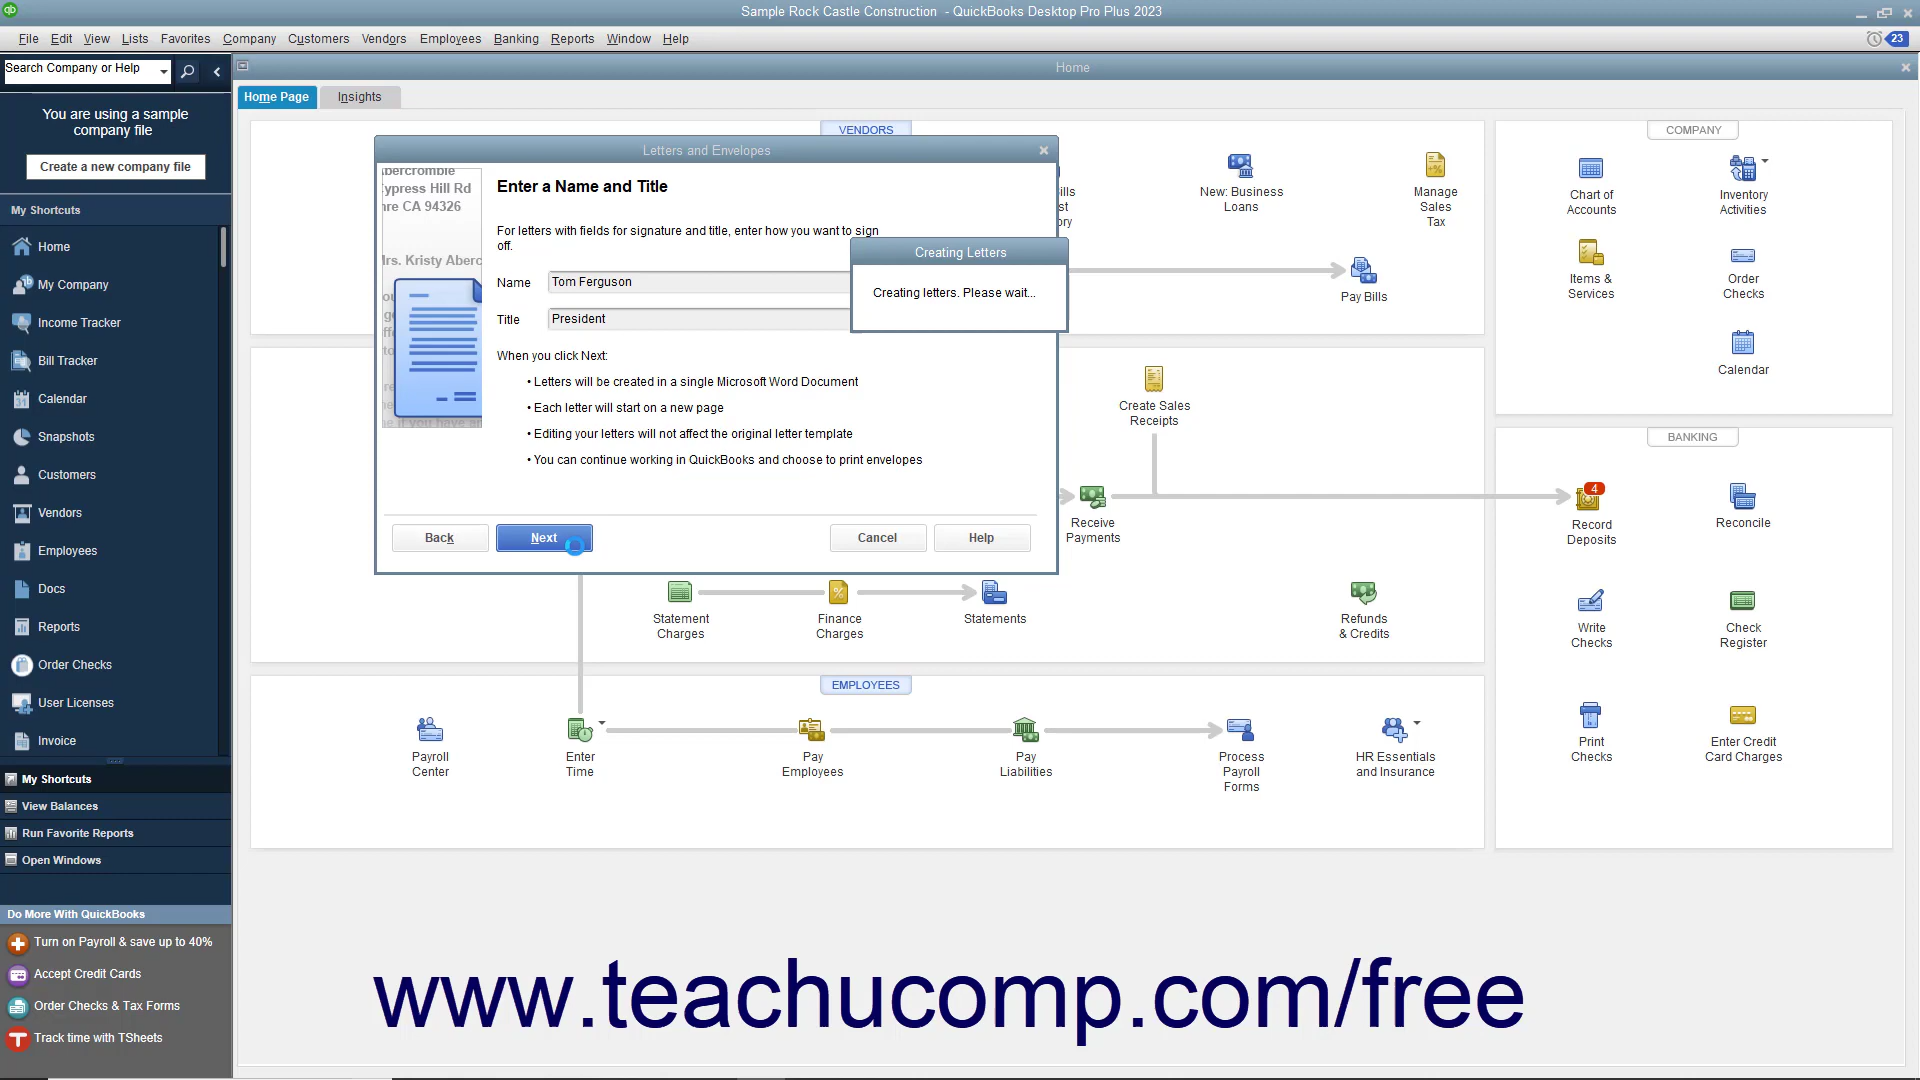 Sample Rock Castle Construction - QuickBooks Desktop Pro Plus 2023
File Edit View Lists Favorites Company Customers Vendors Employees Banking Reports Window Help
23
Search Company or Help
Home
Home Page
Insights
You are using a sample
company file
Create a new company file
My Shortcuts
Home
My Company
Income Tracker
Bill Tracker
Calendar
Snapshots
Customers
Vendors
Employees
Docs
Reports
Order Checks
User Licenses
Invoice
My Shortcuts
View Balances
Run Favorite Reports
Open Windows
Do More With QuickBooks
Turn on Payroll & save up to 40%
Accept Credit Cards
Order Checks & Tax Forms
Track time with TSheets
VENDORS
New: Business
Loans
Manage
Sales
Tax
Pay Bills
Letters and Envelopes
ypress Hill Rd
CA 94326
Mrs. Kristy Aberc
Enter a Name and Title
For letters with fields for signature and title, enter how you want to sign
off.
Name
Tom Ferguson
Title
President
When you click Next:
• Letters will be created in a single Microsoft Word Document
• Each letter will start on a new page
• Editing your letters will not affect the original letter template
• You can continue working in QuickBooks and choose to print envelopes
Back
Next
Cancel
Help
Creating Letters
Creating letters. Please wait...
Create Sales
Receipts
Receive
Payments
Statement
Charges
Finance
Charges
Statements
Refunds
& Credits
EMPLOYEES
Payroll
Center
Enter
Time
Pay
Employees
Pay
Liabilities
Process
Payroll
Forms
HR Essentials
and Insurance
COMPANY
Chart of
Accounts
Inventory
Activities
Items &
Services
Order
Checks
Calendar
BANKING
4
Record
Deposits
Reconcile
Write
Checks
Check
Register
Print
Checks
Enter Credit
Card Charges
www.teachucomp.com/free